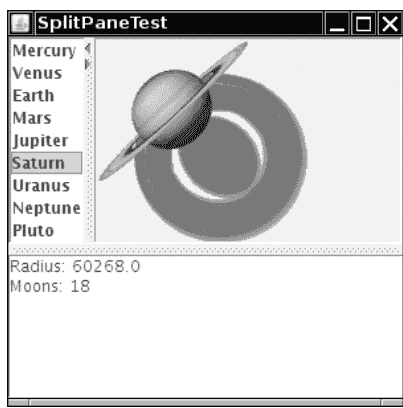 SplitPaneTest
Mercury
Venus
Earth
Mars
Jupiter
Saturn
Uranus
Neptune
Pluto
Radius: 60268.0
Moons: 18